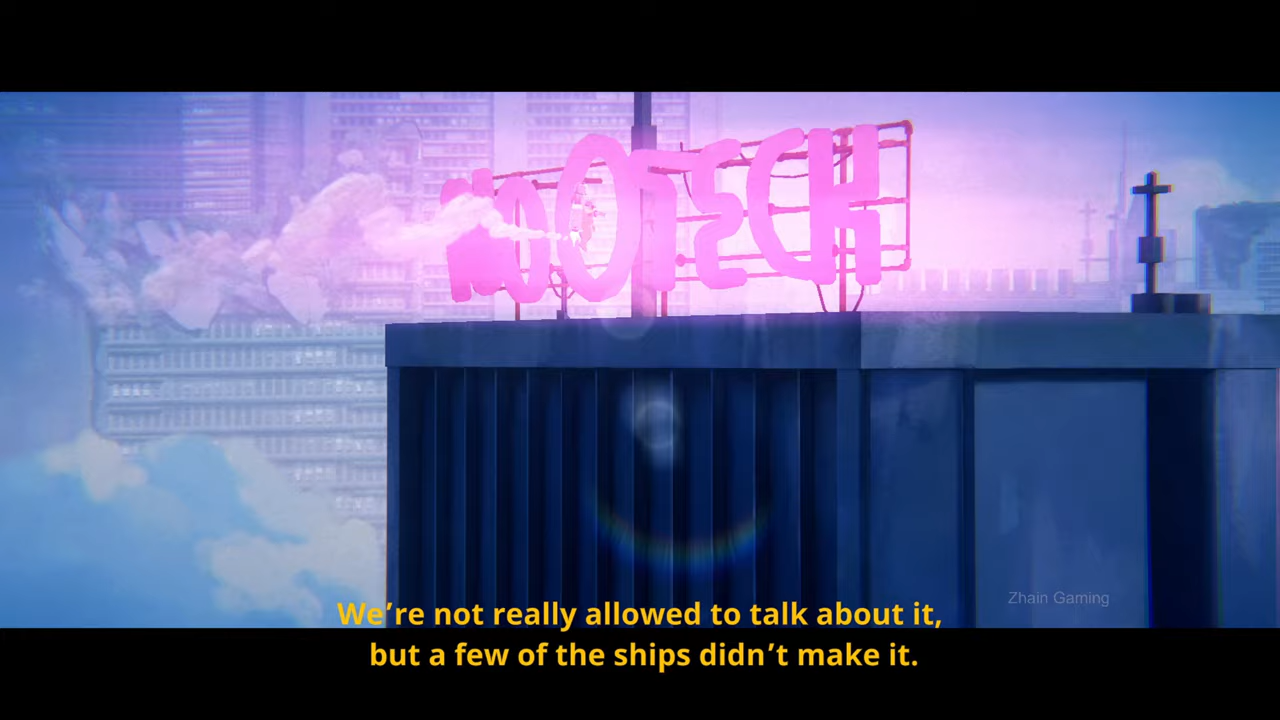 Zhain Gaming
We’re not really allowed to talk about it,
but a few of the ships didn’t make it.